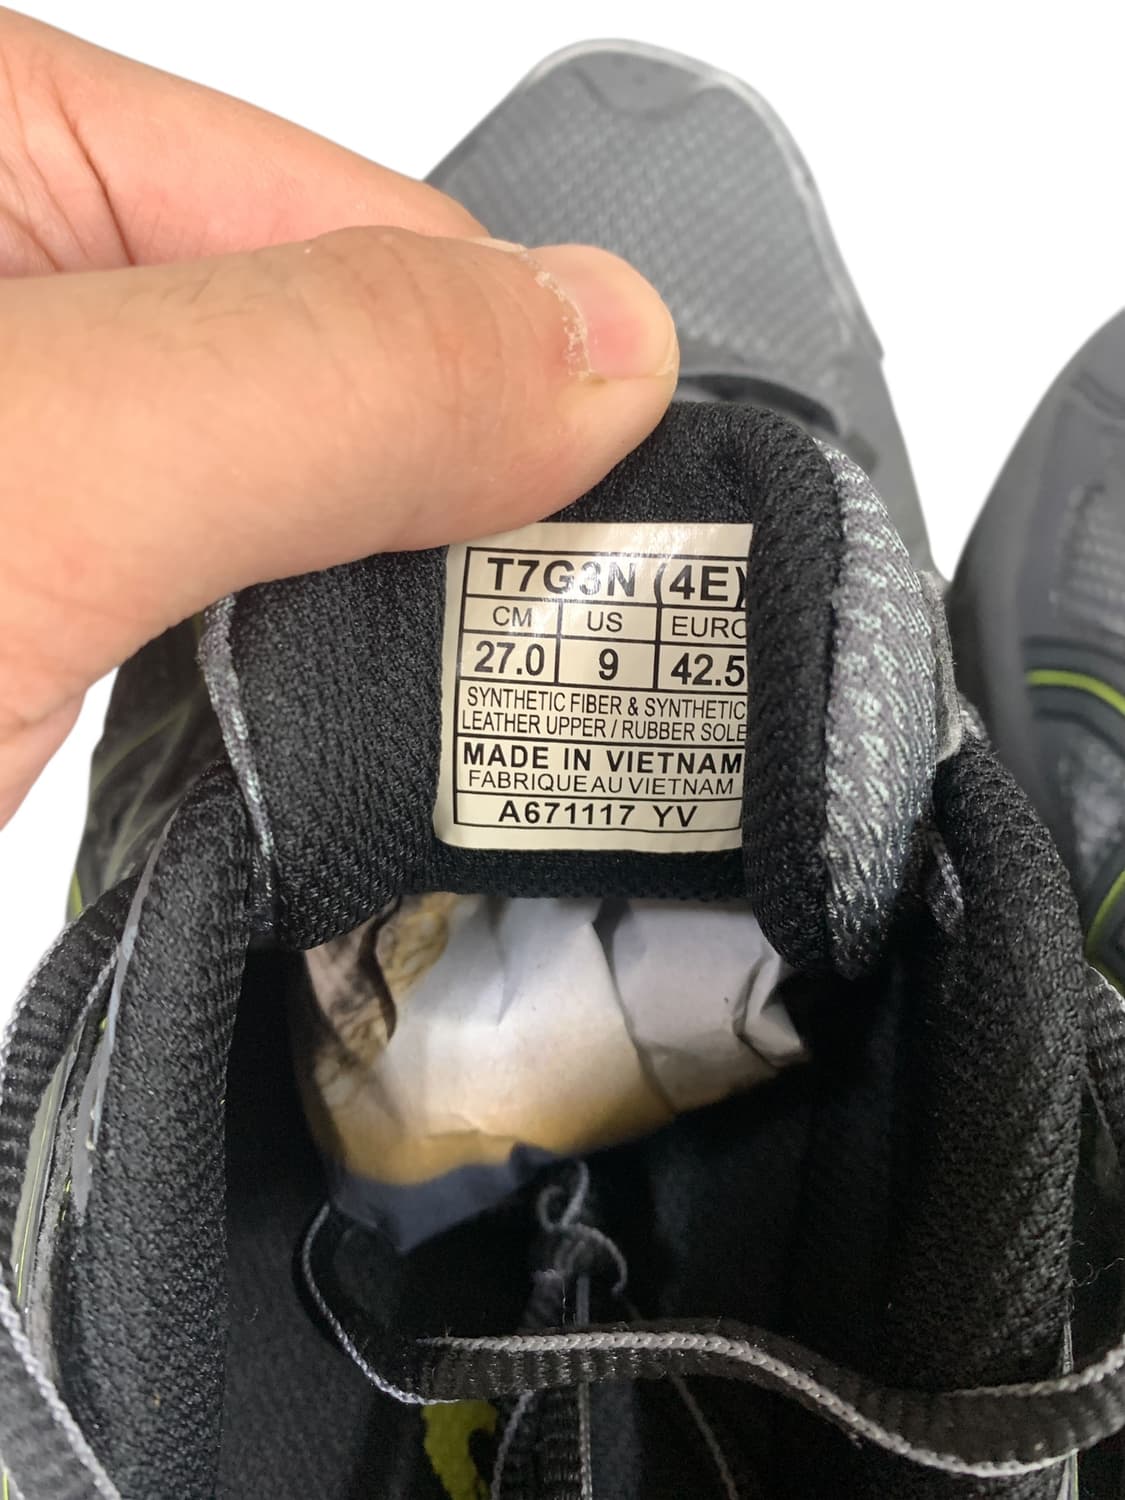 T7G3N (4E)
CM US EURO
27.0 9 42.5
SYNTHETIC FIBER & SYNTHETIC
LEATHER UPPER / RUBBER SOLE
MADE IN VIETNAM
FABRIQUE AU VIETNAM
A671117 YV